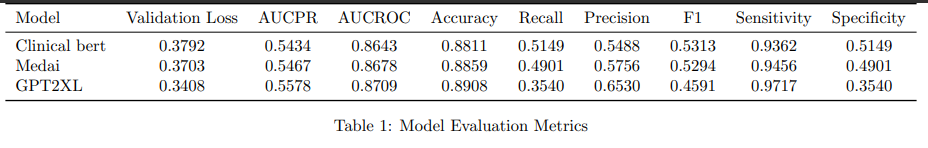 Model Validation Loss AUCPR AUCROC Accuracy Recall Precision F1 Sensitivity Specificity
Clinical bert 0.3792 0.5434 0.8643 0.8811 0.5149 0.5488 0.5313 0.9362 0.5149
Medai 0.3703 0.5467 0.8678 0.8859 0.4901 0.5756 0.5294 0.9456 0.4901
GPT2XL 0.3408 0.5578 0.8709 0.8908 0.3540 0.6530 0.4591 0.9717 0.3540
Table 1: Model Evaluation Metrics